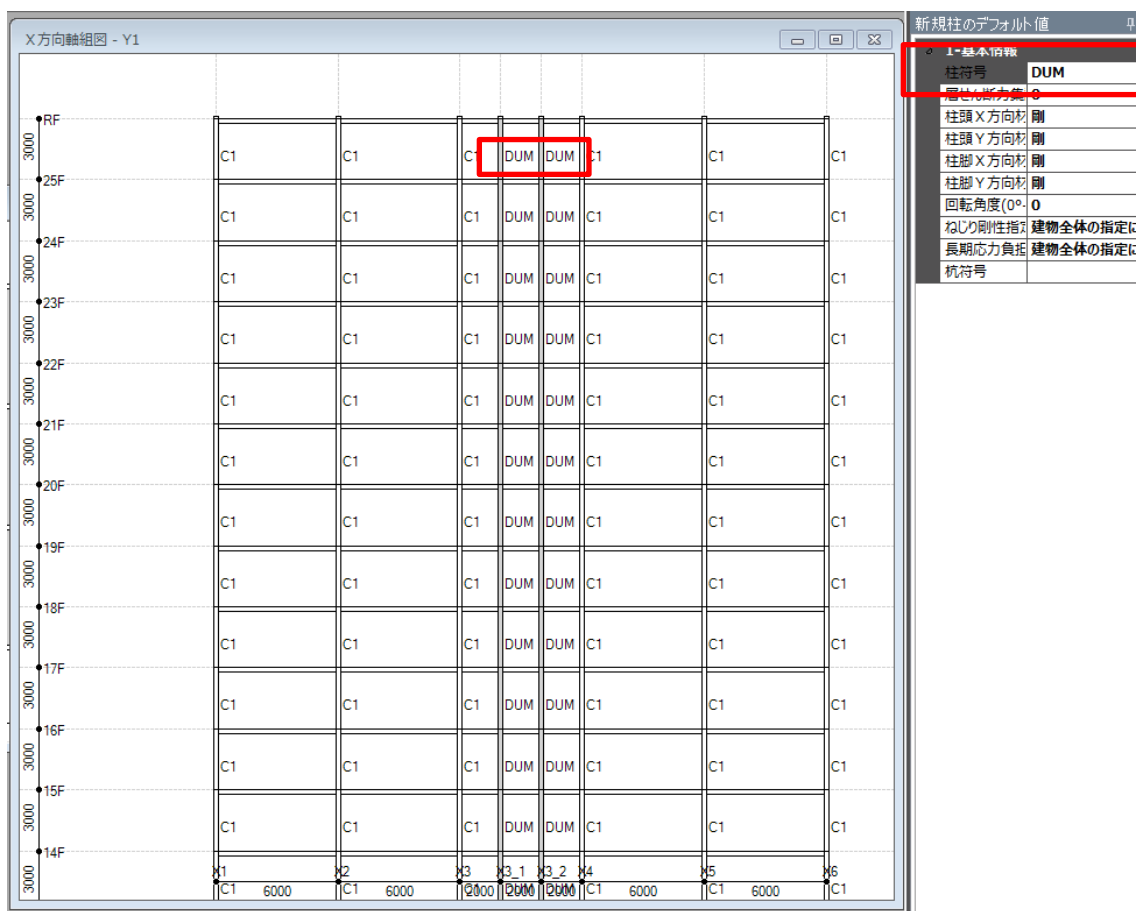 X方向軸組図 - Y1
RF
3000
C1 C1 C1 DUM DUM C1 C1 C1
25F
3000
C1 C1 C1 DUM DUM C1 C1 C1
24F
3000
C1 C1 C1 DUM DUM C1 C1 C1
23F
3000
C1 C1 C1 DUM DUM C1 C1 C1
22F
3000
C1 C1 C1 DUM DUM C1 C1 C1
21F
3000
C1 C1 C1 DUM DUM C1 C1 C1
20F
3000
C1 C1 C1 DUM DUM C1 C1 C1
19F
3000
C1 C1 C1 DUM DUM C1 C1 C1
18F
3000
C1 C1 C1 DUM DUM C1 C1 C1
17F
3000
C1 C1 C1 DUM DUM C1 C1 C1
16F
3000
C1 C1 C1 DUM DUM C1 C1 C1
15F
3000
C1 C1 C1 DUM DUM C1 C1 C1
14F
3000
X1 X2 X3 X3_1 X3_2 X4 X5 X6
C1 6000 C1 6000 2000 2000 2000 C1 6000 C1 6000 C1
新規柱のデフォルト値
1-基本情報
柱符号 DUM
層せん断力集 0
柱頭X方向材 剛
柱頭Y方向材 剛
柱脚X方向材 剛
柱脚Y方向材 剛
回転角度(0°- 0
ねじり剛性指定 建物全体の指定に
長期応力負担 建物全体の指定に
杭符号